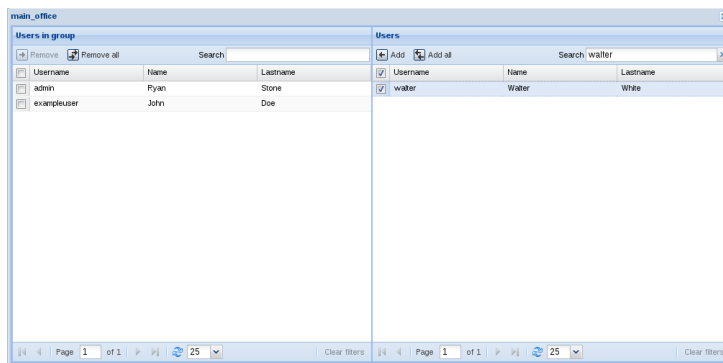 main_office
Users in group
Remove Remove all Search
Username Name Lastname
admin Ryan Stone
exampleuser John Doe
Page 1 of 1 25 Clear filters
Users
Add Add all Search walter
Username Name Lastname
walter Walter White
Page 1 of 1 25 Clear filters